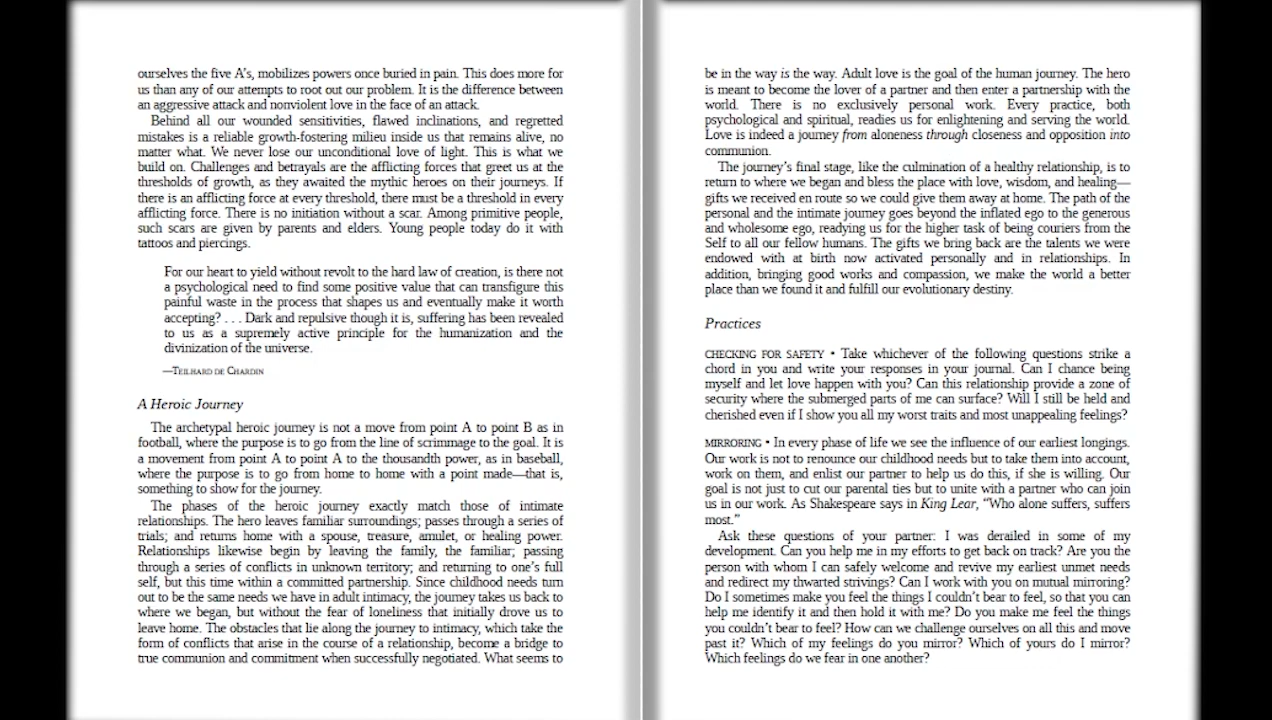 ourselves the five A's, mobilizes powers once buried in pain. This does more for
us than any of our attempts to root out our problem. It is the difference between
an aggressive attack and nonviolent love in the face of an attack.
Behind all our wounded sensitivities, flawed inclinations, and regretted
mistakes is a reliable growth-fostering milieu inside us that remains alive, no
matter what. We never lose our unconditional love of light. This is what we
build on. Challenges and betrayals are the afflicting forces that greet us at the
thresholds of growth, as they awaited the mythic heroes on their journeys. If
there is an afflicting force at every threshold, there must be a threshold in every
afflicting force. There is no initiation without a scar. Among primitive people,
such scars are given by parents and elders. Young people today do it with
tattoos and piercings.
For our heart to yield without revolt to the hard law of creation, is there not
a psychological need to find some positive value that can transfigure this
painful waste in the process that shapes us and eventually make it worth
accepting? . . . Dark and repulsive though it is, suffering has been revealed
to us as a supremely active principle for the humanization and the
divinization of the universe.
—TEILHARD DE CHARDIN
A Heroic Journey
The archetypal heroic journey is not a move from point A to point B as in
football, where the purpose is to go from the line of scrimmage to the goal. It is
a movement from point A to point A to the thousandth power, as in baseball,
where the purpose is to go from home to home with a point made—that is,
something to show for the journey.
The phases of the heroic journey exactly match those of intimate
relationships. The hero leaves familiar surroundings; passes through a series of
trials; and returns home with a spouse, treasure, amulet, or healing power.
Relationships likewise begin by leaving the family, the familiar; passing
through a series of conflicts in unknown territory; and returning to one's full
self, but this time within a committed partnership. Since childhood needs turn
out to be the same needs we have in adult intimacy, the journey takes us back to
where we began, but without the fear of loneliness that initially drove us to
leave home. The obstacles that lie along the journey to intimacy, which take the
form of conflicts that arise in the course of a relationship, become a bridge to
true communion and commitment when successfully negotiated. What seems to
be in the way is the way. Adult love is the goal of the human journey. The hero
is meant to become the lover of a partner and then enter a partnership with the
world. There is no exclusively personal work. Every practice, both
psychological and spiritual, readies us for enlightening and serving the world.
Love is indeed a journey from aloneness through closeness and opposition into
communion.
The journey's final stage, like the culmination of a healthy relationship, is to
return to where we began and bless the place with love, wisdom, and healing—
gifts we received en route so we could give them away at home. The path of the
personal and the intimate journey goes beyond the inflated ego to the generous
and wholesome ego, readying us for the higher task of being couriers from the
Self to all our fellow humans. The gifts we bring back are the talents we were
endowed with at birth now activated personally and in relationships. In
addition, bringing good works and compassion, we make the world a better
place than we found it and fulfill our evolutionary destiny.
Practices
CHECKING FOR SAFETY • Take whichever of the following questions strike a
chord in you and write your responses in your journal. Can I chance being
myself and let love happen with you? Can this relationship provide a zone of
security where the submerged parts of me can surface? Will I still be held and
cherished even if I show you all my worst traits and most unappealing feelings?
MIRRORING • In every phase of life we see the influence of our earliest longings.
Our work is not to renounce our childhood needs but to take them into account,
work on them, and enlist our partner to help us do this, if she is willing. Our
goal is not just to cut our parental ties but to unite with a partner who can join
us in our work. As Shakespeare says in King Lear, “Who alone suffers, suffers
most.”
Ask these questions of your partner: I was derailed in some of my
development. Can you help me in my efforts to get back on track? Are you the
person with whom I can safely welcome and revive my earliest unmet needs
and redirect my thwarted strivings? Can I work with you on mutual mirroring?
Do I sometimes make you feel the things I couldn't bear to feel, so that you can
help me identify it and then hold it with me? Do you make me feel the things
you couldn't bear to feel? How can we challenge ourselves on all this and move
past it? Which of my feelings do you mirror? Which of yours do I mirror?
Which feelings do we fear in one another?